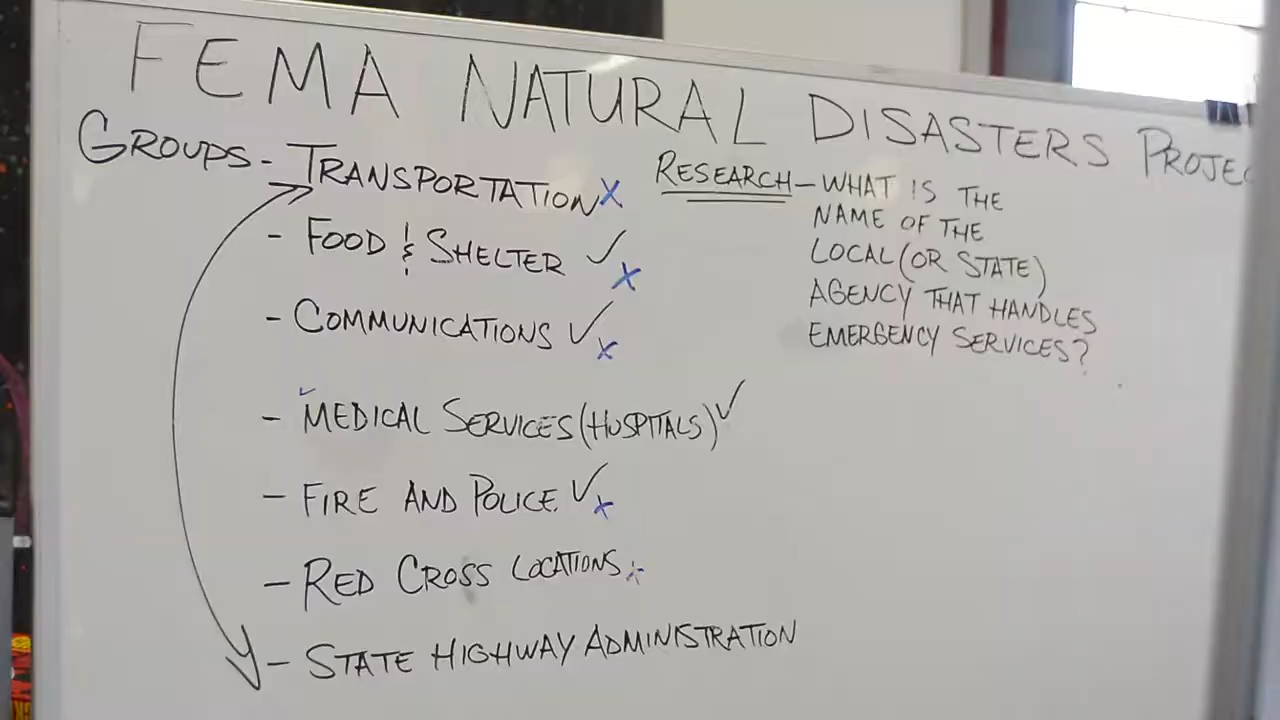 FEMA NATURAL DISASTERS PROJEC
GROUPS - TRANSPORTATION X
- FOOD & SHELTER ✓ X
- COMMUNICATIONS ✓ X
- MEDICAL SERVICES (HOSPITALS) ✓
- FIRE AND POLICE ✓ X
- RED CROSS LOCATIONS X
- STATE HIGHWAY ADMINISTRATION
RESEARCH - WHAT IS THE
NAME OF THE
LOCAL (OR STATE)
AGENCY THAT HANDLES
EMERGENCY SERVICES?